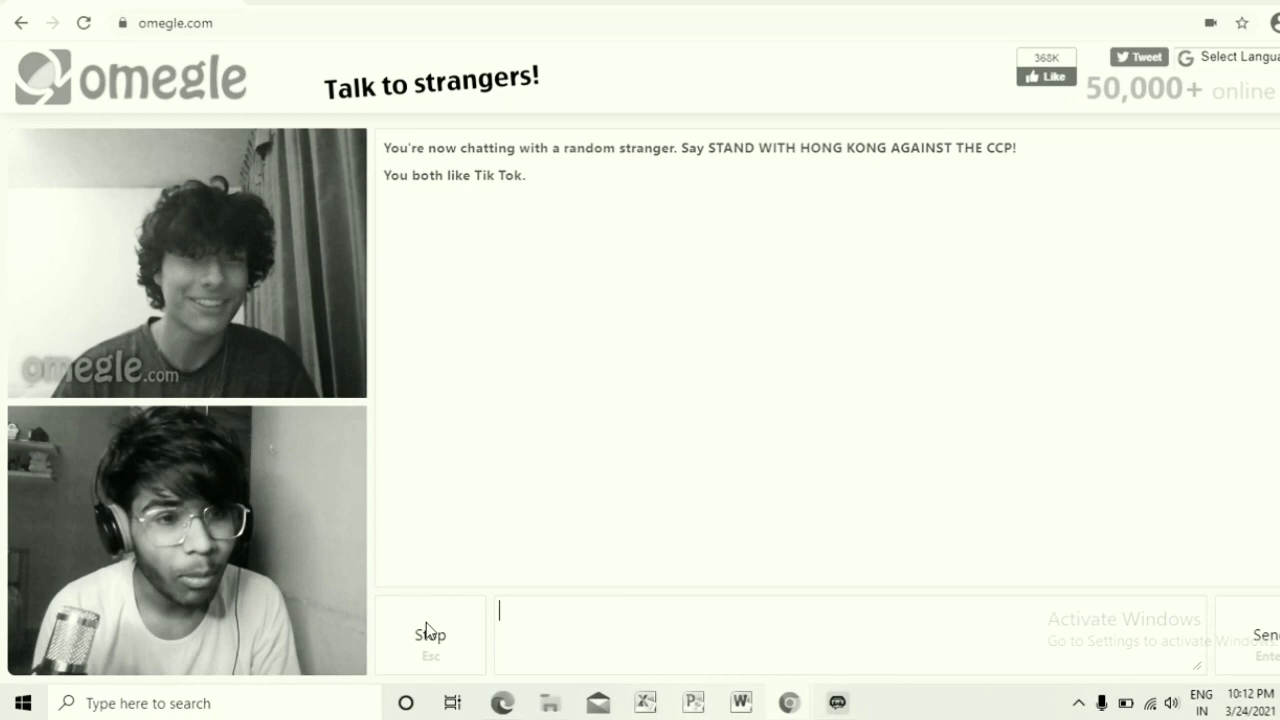 omegle.com
omegle
Talk to strangers!
368K
Like
Tweet
G Select Langua
50,000+ online
You're now chatting with a random stranger. Say STAND WITH HONG KONG AGAINST THE CCP!
You both like Tik Tok.
omegle.com
Stop
Esc
Activate Windows
Go to Settings to activate Windows.
Sen
Ente
Type here to search
ENG
IN
10:12 PM
3/24/2021